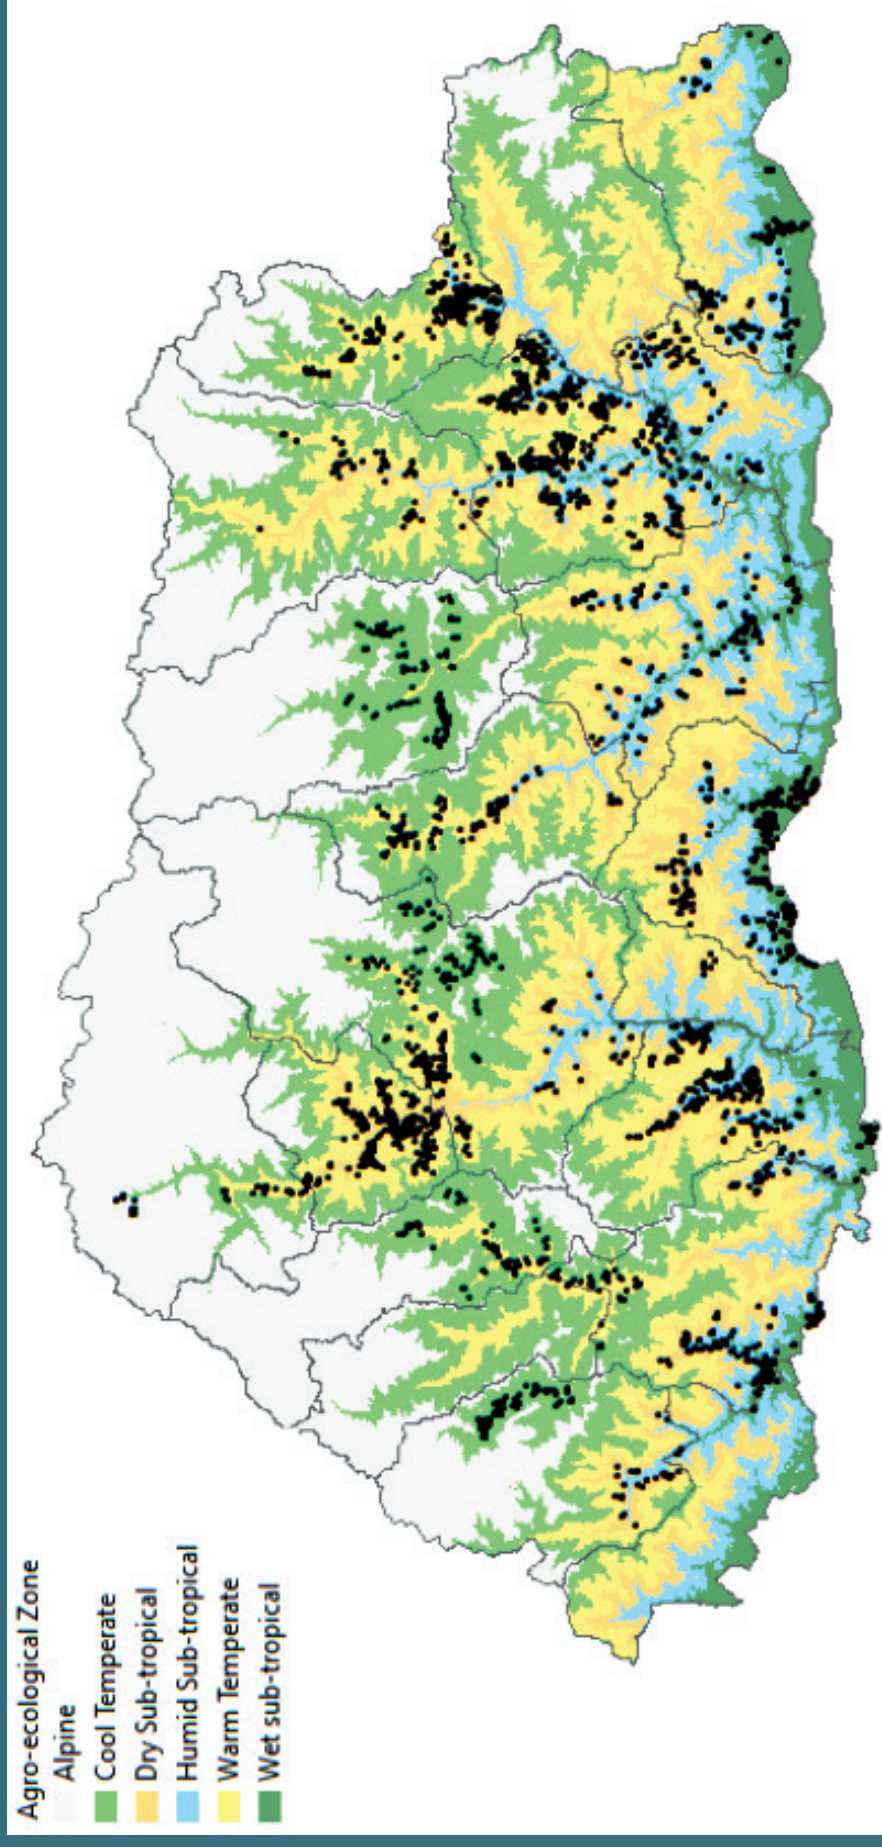 Agro-ecological Zone
Alpine
Cool Temperate
Dry Sub-tropical
Humid Sub-tropical
Warm Temperate
Wet sub-tropical